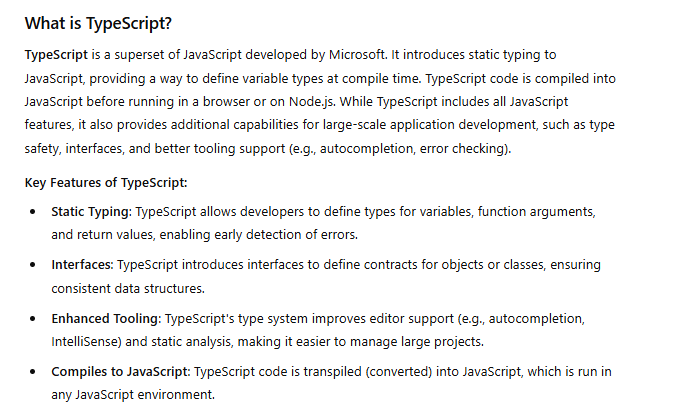 What is TypeScript?
TypeScript is a superset of JavaScript developed by Microsoft. It introduces static typing to
JavaScript, providing a way to define variable types at compile time. TypeScript code is compiled into
JavaScript before running in a browser or on Node.js. While TypeScript includes all JavaScript
features, it also provides additional capabilities for large-scale application development, such as type
safety, interfaces, and better tooling support (e.g., autocompletion, error checking).
Key Features of TypeScript:
• Static Typing: TypeScript allows developers to define types for variables, function arguments,
and return values, enabling early detection of errors.
• Interfaces: TypeScript introduces interfaces to define contracts for objects or classes, ensuring
consistent data structures.
• Enhanced Tooling: TypeScript's type system improves editor support (e.g., autocompletion,
IntelliSense) and static analysis, making it easier to manage large projects.
• Compiles to JavaScript: TypeScript code is transpiled (converted) into JavaScript, which is run in
any JavaScript environment.